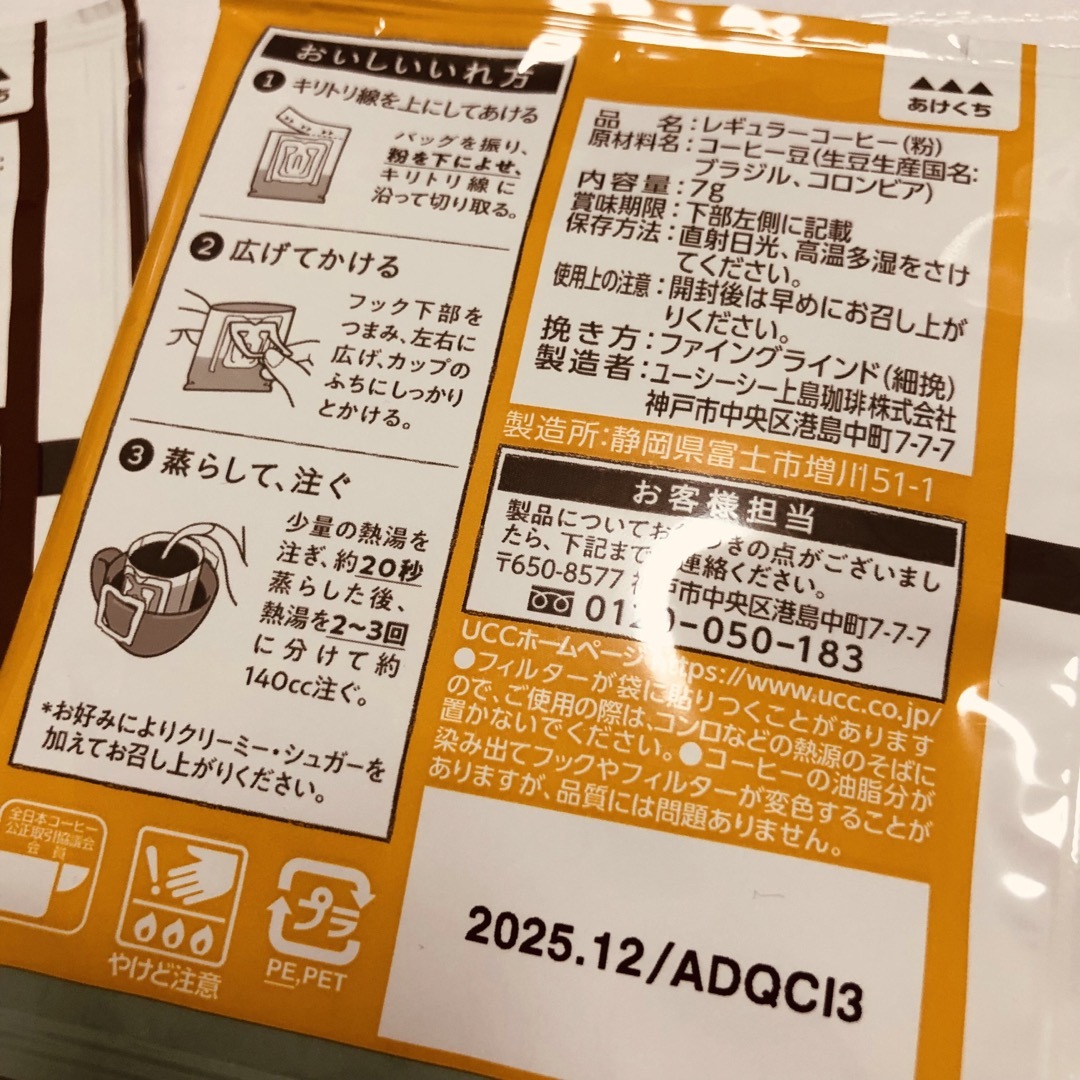 おいしいいれ方
1 キリトリ線を上にしてあける
バッグを振り、
粉を下によせ、
キリトリ線に
沿って切り取る。
2 広げてかける
フック下部を
つまみ、左右に
広げ、カップの
ふちにしっかり
とかける。
3 蒸らして、注ぐ
少量の熱湯を
注ぎ、約20秒
蒸らした後、
熱湯を2~3回
に分けて約
140cc注ぐ。
*お好みによりクリーミー・シュガーを
加えてお召し上がりください。
全日本コーヒー
公正取引協議会
会員
やけど注意
プラ
PE,PET
あけくち
品名:レギュラーコーヒー(粉)
原材料名:コーヒー豆(生豆生産国名:
ブラジル、コロンビア)
内容量:7g
賞味期限:下部左側に記載
保存方法:直射日光、高温多湿をさけ
てください。
使用上の注意:開封後は早めにお召し上が
りください。
挽き方:ファイングラインド(細挽)
製造者:ユーシーシー上島珈琲株式会社
神戸市中央区港島中町7-7-7
製造所:静岡県富士市増川151-1
お客様担当
製品についてお づきの点がございまし
たら、下記まで 連絡ください。
〒650-8577 神戸市中央区港島中町7-7-7
0120-050-183
UCCホームページ https://www.ucc.co.jp/
●フィルターが袋に貼りつくことがあります
ので、ご使用の際は、コンロなどの熱源のそばに
置かないでください。●コーヒーの油脂分が
染み出てフックやフィルターが変色することが
ありますが、品質には問題ありません。
2025.12/ADQCI3